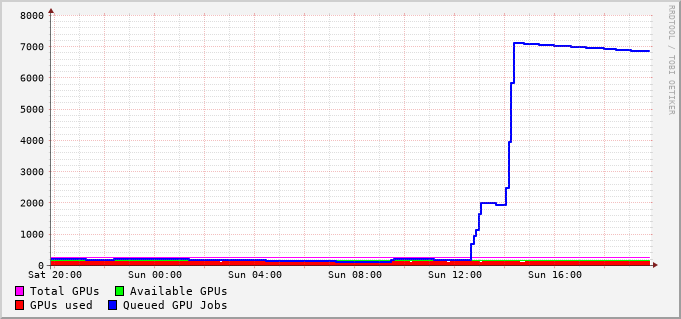 8000
7000
6000
5000
4000
3000
2000
1000
0
Sat 20:00 Sun 00:00 Sun 04:00 Sun 08:00 Sun 12:00 Sun 16:00
Total GPUs Available GPUs
GPUs used Queued GPU Jobs
RRDTOOL / TOBI OETIKER